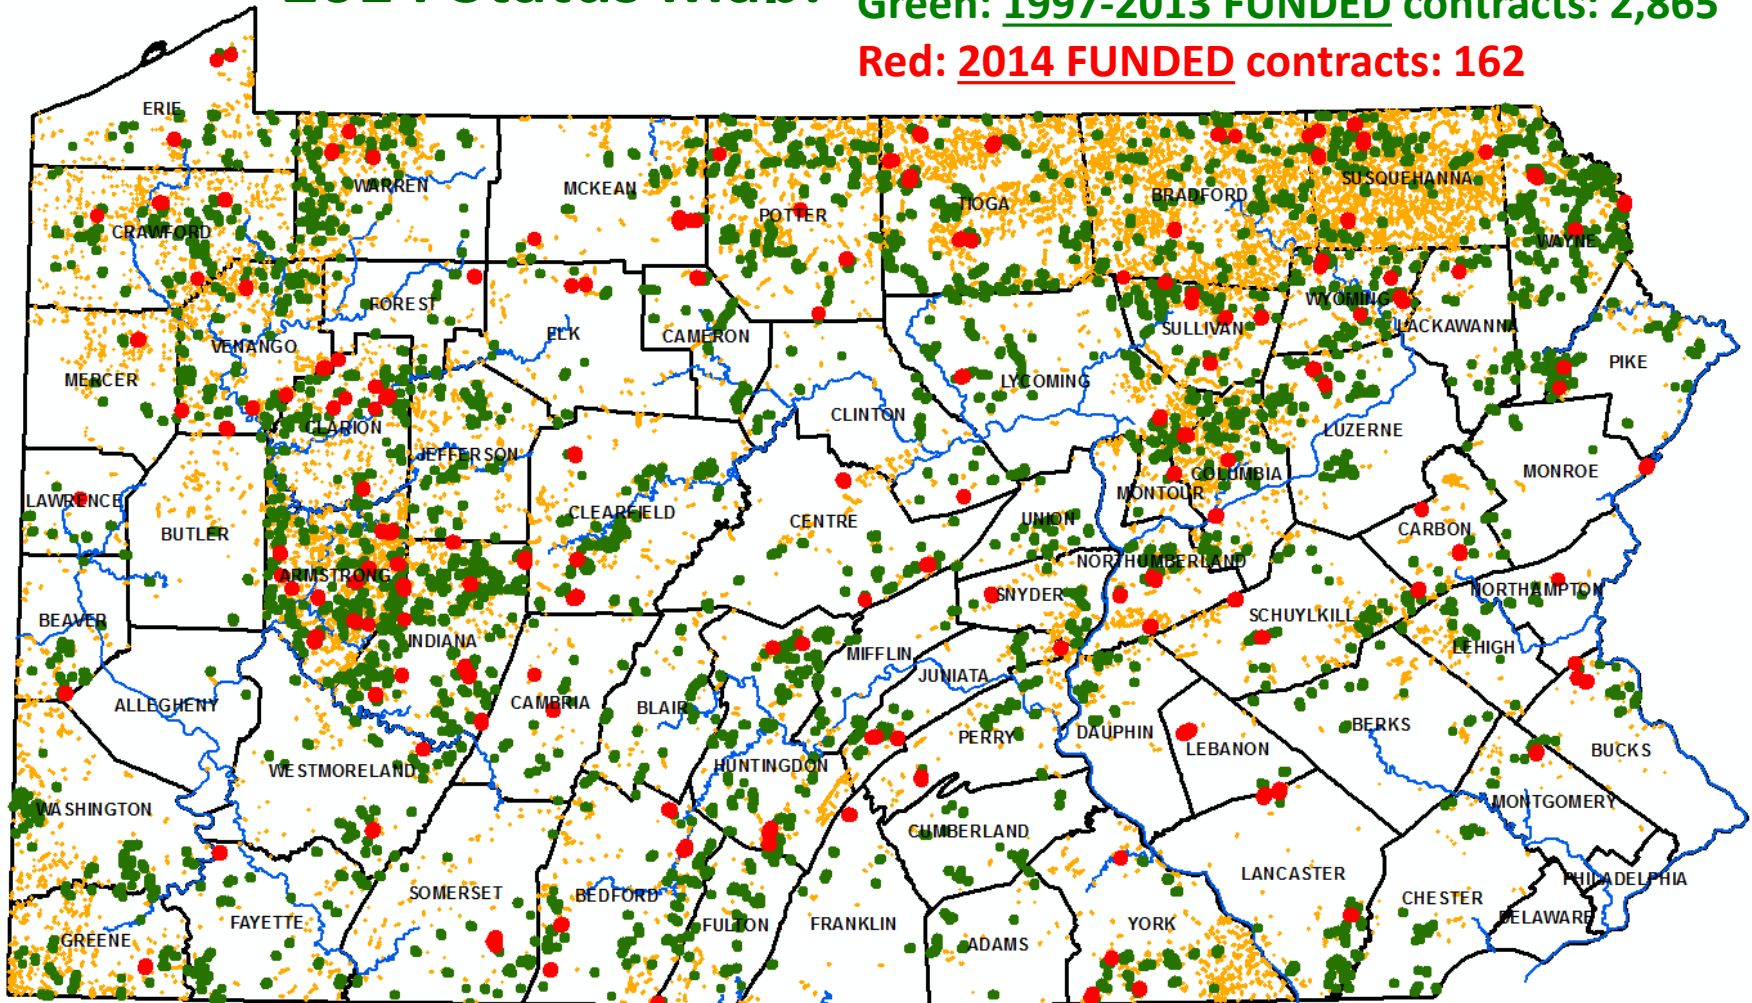 2014 Status Map:
Green: 1997-2013 FUNDED contracts: 2,865
Red: 2014 FUNDED contracts: 162
ERIE
WARREN
MCKEAN
POTTER
TIOGA
BRADFORD
SUSQUEHANNA
WAYNE
CRAWFORD
FOREST
ELK
CAMERON
SULLIVAN
WYOMING
LACKAWANNA
PIKE
MERCER
VENANGO
CLARION
JEFFERSON
CLINTON
LYCOMING
LUZERNE
MONROE
LAWRENCE
BUTLER
CLEARFIELD
CENTRE
UNION
MONTOUR
COLUMBIA
CARBON
NORTHUMBERLAND
NORTHAMPTON
ARMSTRONG
BEAVER
INDIANA
SNYDER
SCHUYLKILL
LEHIGH
MIFFLIN
JUNIATA
ALLEGHENY
CAMBRIA
BLAIR
PERRY
DAUPHIN
LEBANON
BERKS
BUCKS
WESTMORELAND
HUNTINGDON
WASHINGTON
CUMBERLAND
MONTGOMERY
LANCASTER
PHILADELPHIA
SOMERSET
BEDFORD
CHESTER
DELAWARE
GREENE
FAYETTE
FULTON
FRANKLIN
ADAMS
YORK